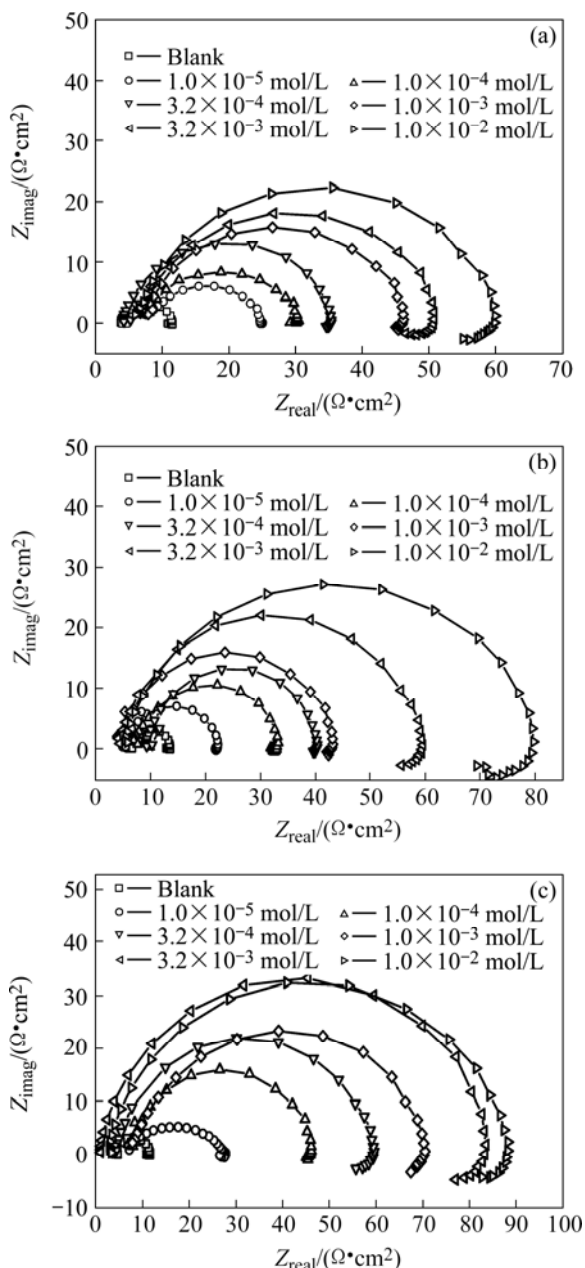 (a)
Blank
1.0×10⁻⁵ mol/L 1.0×10⁻⁴ mol/L
3.2×10⁻⁴ mol/L 1.0×10⁻³ mol/L
3.2×10⁻³ mol/L 1.0×10⁻² mol/L
50
40
30
20
10
0
Z_imag/(Ω•cm²)
0 10 20 30 40 50 60 70
Z_real/(Ω•cm²)
(b)
Blank
1.0×10⁻⁵ mol/L 1.0×10⁻⁴ mol/L
3.2×10⁻⁴ mol/L 1.0×10⁻³ mol/L
3.2×10⁻³ mol/L 1.0×10⁻² mol/L
50
40
30
20
10
0
Z_imag/(Ω•cm²)
0 10 20 30 40 50 60 70 80
Z_real/(Ω•cm²)
(c)
Blank
1.0×10⁻⁵ mol/L 1.0×10⁻⁴ mol/L
3.2×10⁻⁴ mol/L 1.0×10⁻³ mol/L
3.2×10⁻³ mol/L 1.0×10⁻² mol/L
50
40
30
20
10
0
−10
Z_imag/(Ω•cm²)
0 10 20 30 40 50 60 70 80 90 100
Z_real/(Ω•cm²)